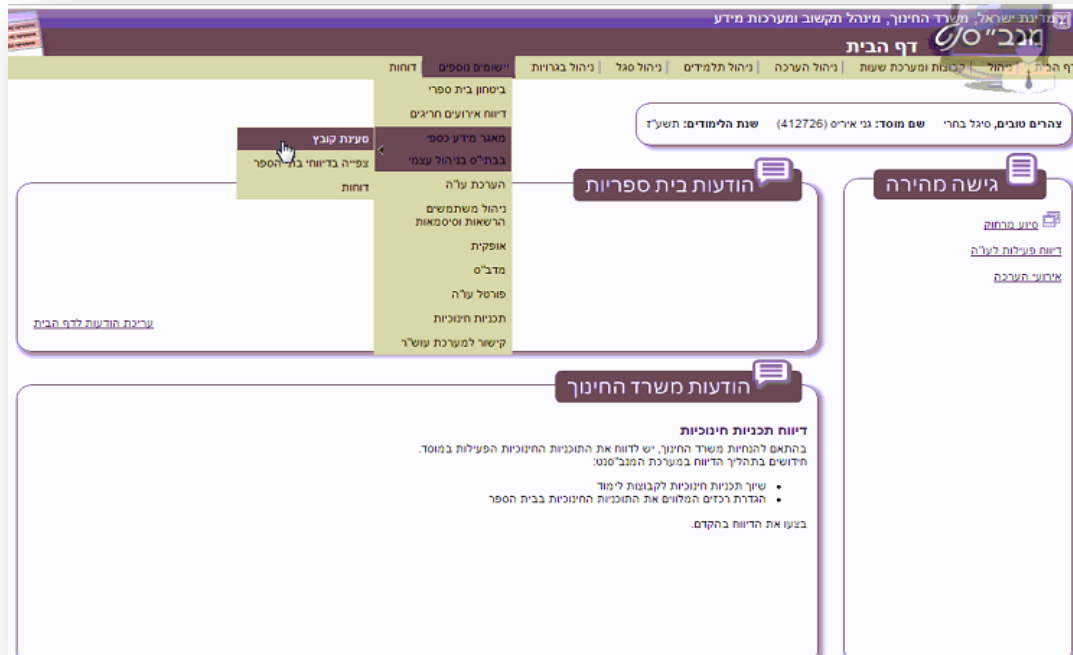 מדינת ישראל, משרד החינוך, מינהל תקשוב ומערכות מידע
מנב"סנט
דף הבית
דף הבית | ניהול | קבוצות ומערכת שעות | ניהול הערכה | ניהול תלמידים | ניהול סגל | ניהול בגרויות | יישומים נוספים | דוחות
ביטחון בית ספרי
דיווח אירועים חריגים
מאגר מידע כספי
בבתי"ס בניהול עצמי
הערכת עו"ה
ניהול משתמשים
הרשאות וסיסמאות
אופקית
מדב"ס
פורטל עו"ה
תכניות חינוכיות
קישור למערכת עוש"ר
טעינת קובץ
צפייה בדיווחי בתי הספר
דוחות
צהרים טובים, סיגל בחרי שם מוסד: גני איריס (412726) שנת הלימודים: תשע"ז
גישה מהירה
סיוע מרחוק
דיווח פעילות לעו"ה
אירועי הערכה
הודעות בית ספריות
עריכת הודעות לדף הבית
הודעות משרד החינוך
דיווח תכניות חינוכיות
בהתאם להנחיות משרד החינוך, יש לדווח את התוכניות החינוכיות הפעילות במוסד.
חידושים בתהליך הדיווח במערכת המנב"סנט:
• שיוך תכניות חינוכיות לקבוצות לימוד
• הגדרת רכזים המלווים את התוכניות החינוכיות בבית הספר
בצעו את הדיווח בהקדם.